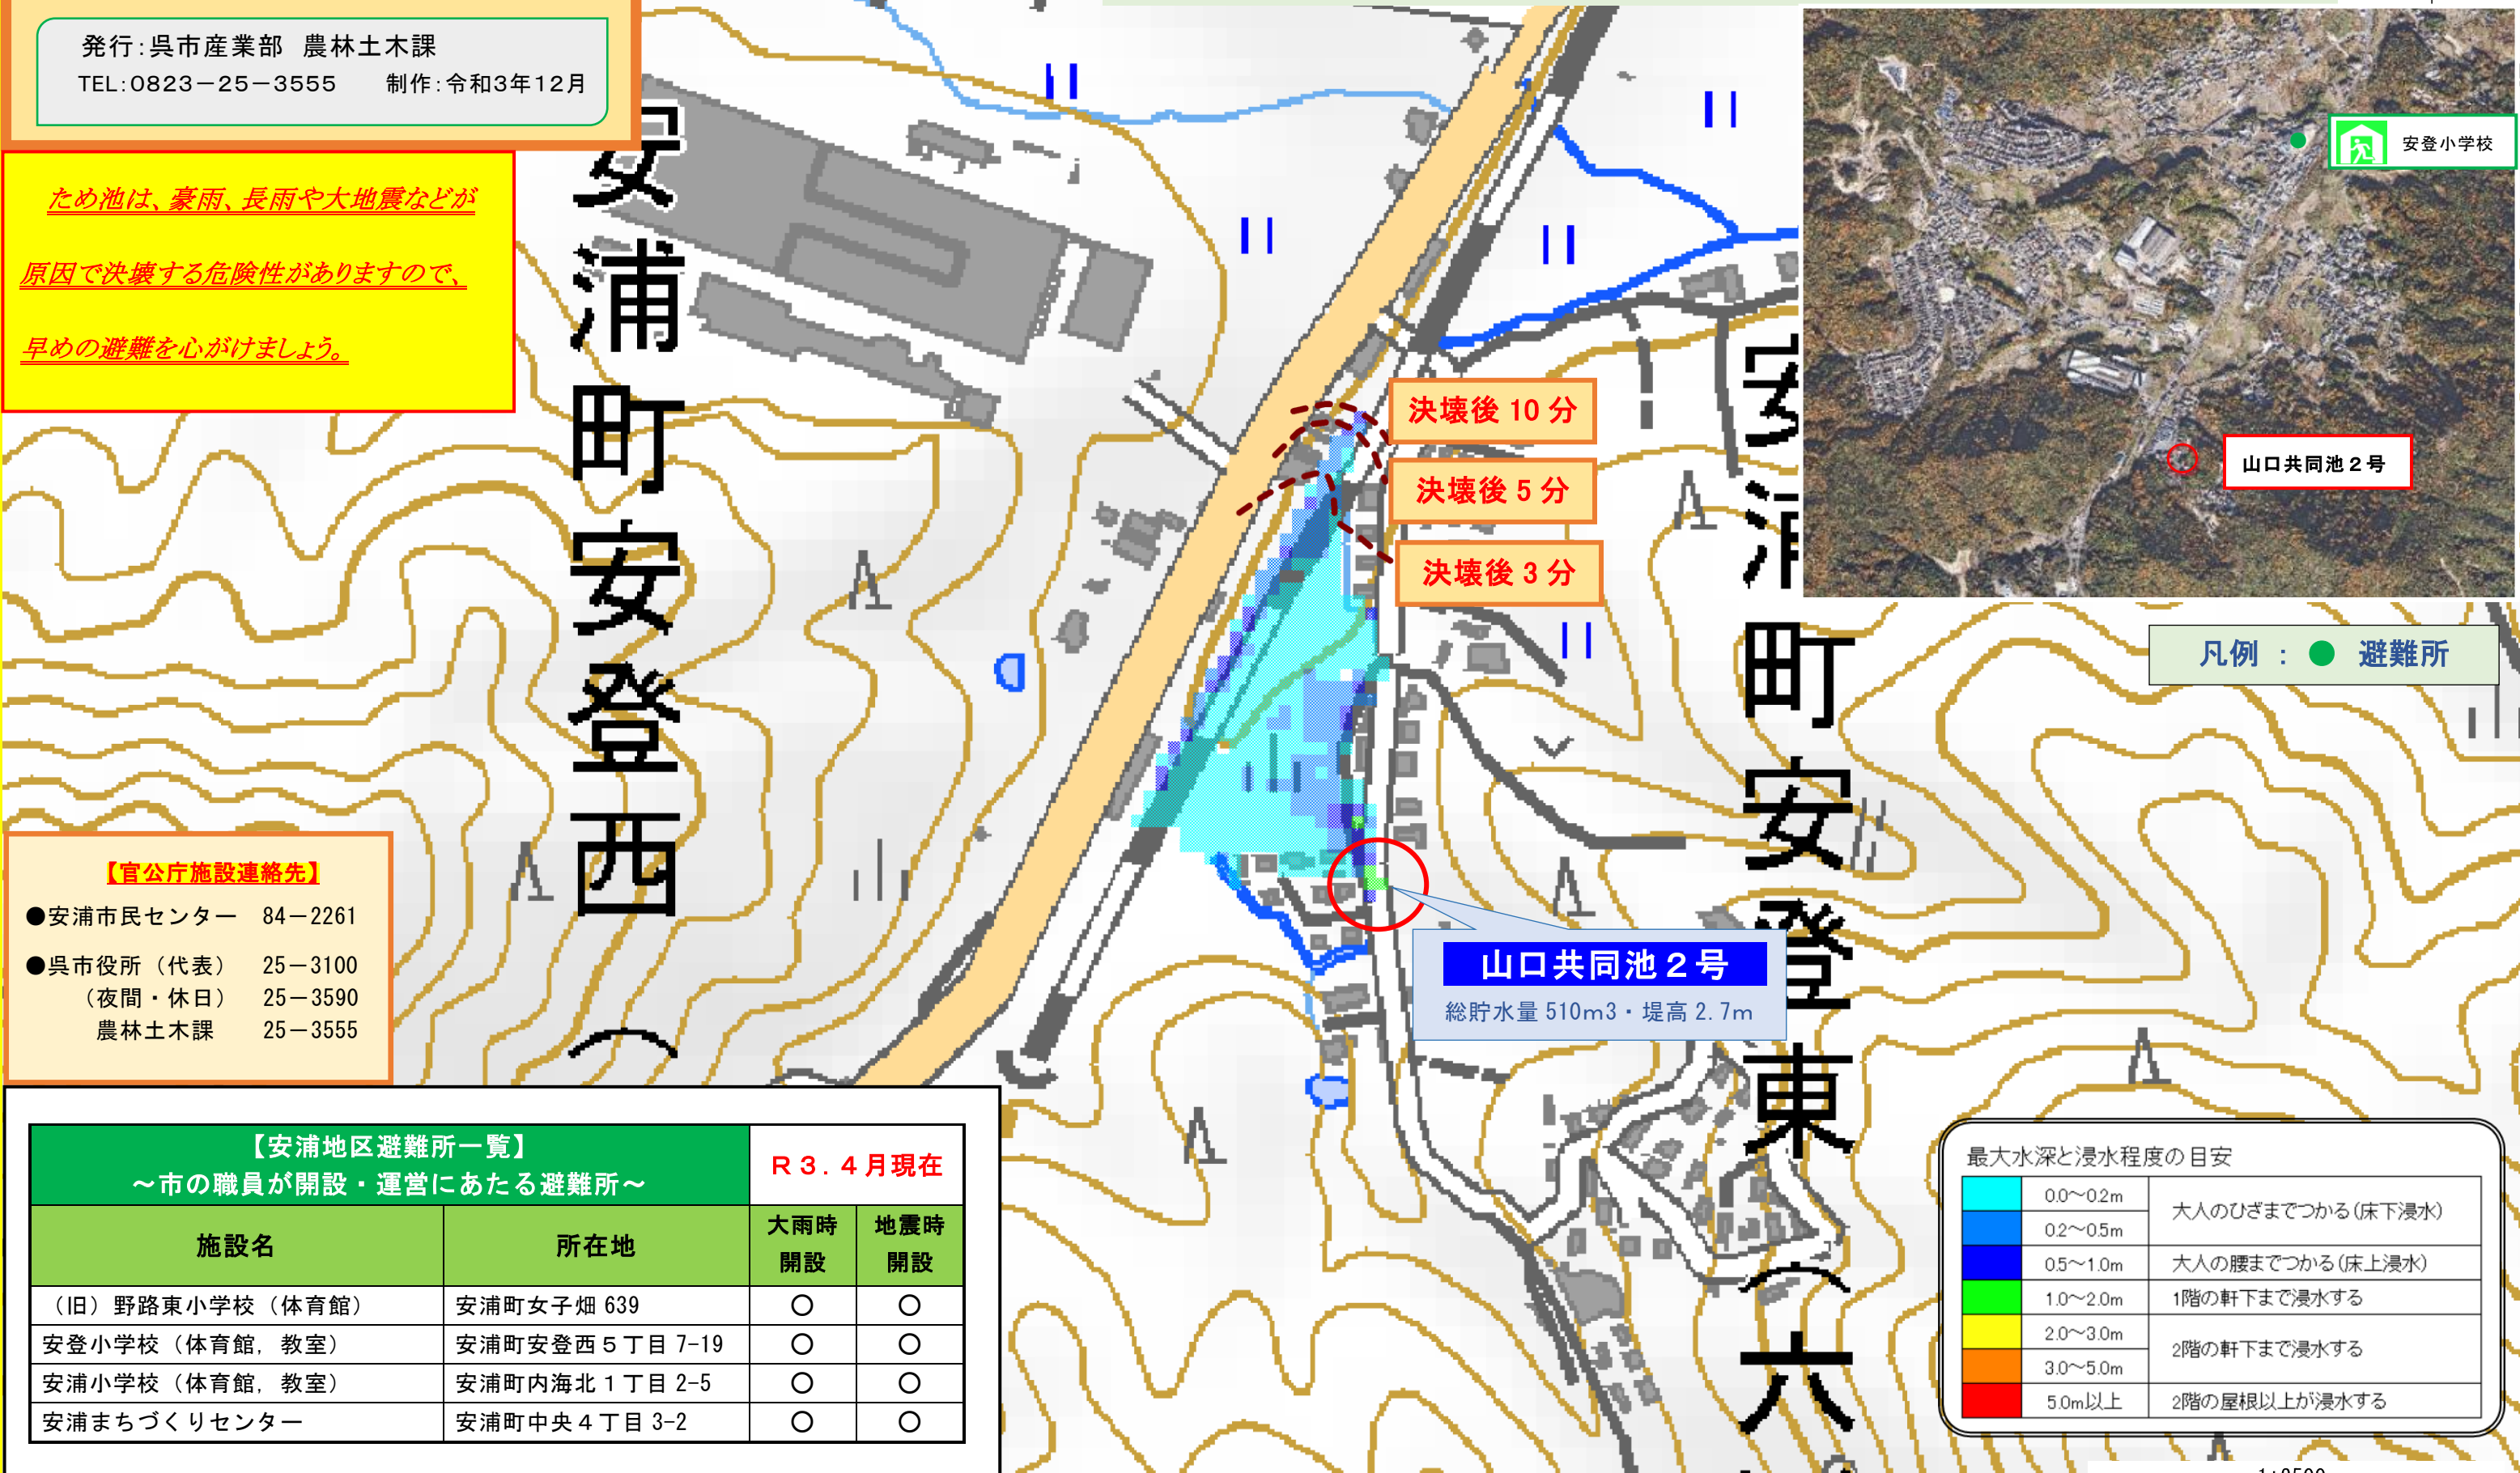 発行:呉市産業部 農林土木課
TEL:0823-25-3555 制作:令和3年12月
ため池は、豪雨、長雨や大地震などが
原因で決壊する危険性がありますので、
早めの避難を心がけましょう。
安浦町安登西(
安浦町安登東(六
安登小学校
山口共同池2号
凡例 : ● 避難所
決壊後 10 分
決壊後 5 分
決壊後 3 分
山口共同池2号
総貯水量 510m3・堤高 2.7m
【官公庁施設連絡先】
●安浦市民センター 84-2261
●呉市役所(代表) 25-3100
(夜間・休日) 25-3590
農林土木課 25-3555
【安浦地区避難所一覧】
~市の職員が開設・運営にあたる避難所~
R3.4月現在
施設名 所在地 大雨時開設 地震時開設
(旧)野路東小学校(体育館) 安浦町女子畑 639 ○ ○
安登小学校(体育館,教室) 安浦町安登西5丁目 7-19 ○ ○
安浦小学校(体育館,教室) 安浦町内海北1丁目 2-5 ○ ○
安浦まちづくりセンター 安浦町中央4丁目 3-2 ○ ○
最大水深と浸水程度の目安
0.0~0.2m 大人のひざまでつかる(床下浸水)
0.2~0.5m
0.5~1.0m 大人の腰までつかる(床上浸水)
1.0~2.0m 1階の軒下まで浸水する
2.0~3.0m 2階の軒下まで浸水する
3.0~5.0m
5.0m以上 2階の屋根以上が浸水する